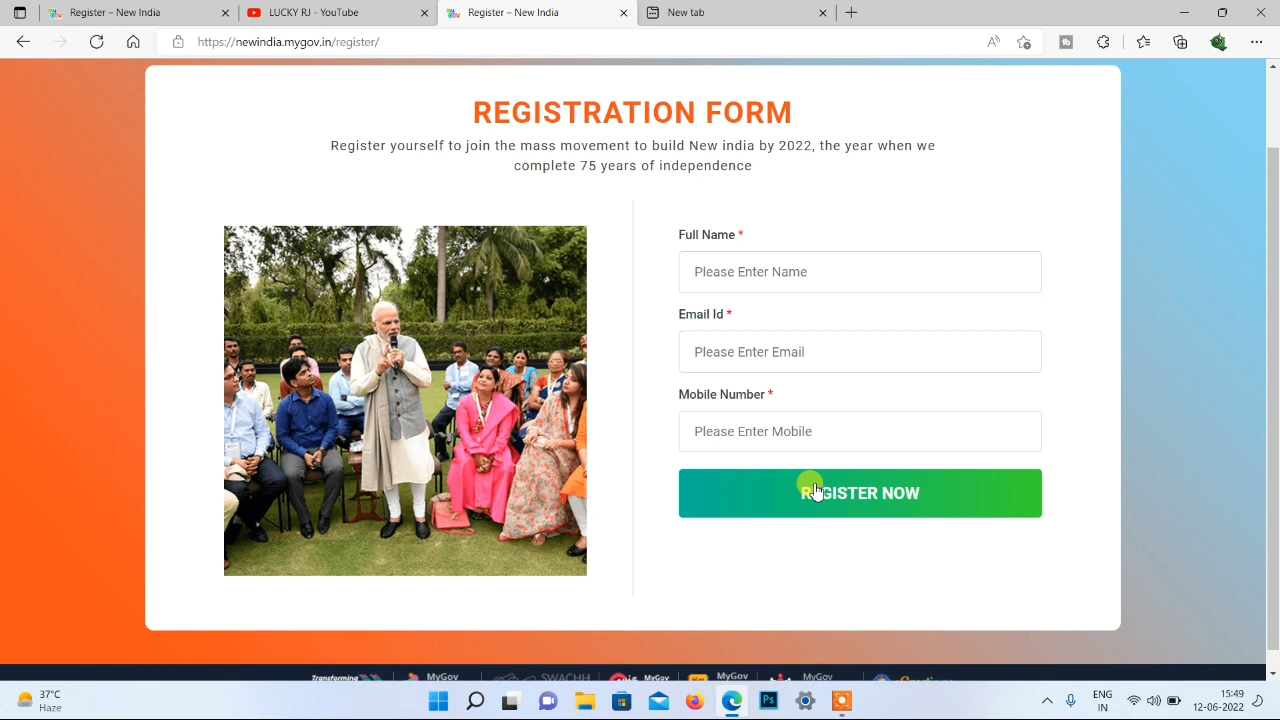 Register – New India
LUCKY RJ - YouTube
Register – New India
New tab
https://newindia.mygov.in/register/
REGISTRATION FORM
Register yourself to join the mass movement to build New india by 2022, the year when we
complete 75 years of independence
Full Name *
Please Enter Name
Email Id *
Please Enter Email
Mobile Number *
Please Enter Mobile
REGISTER NOW
Transforming
MyGov
SWACHH
MyGov
MyGov
MyGov
37°C
Haze
ENG
IN
15:49
12-06-2022